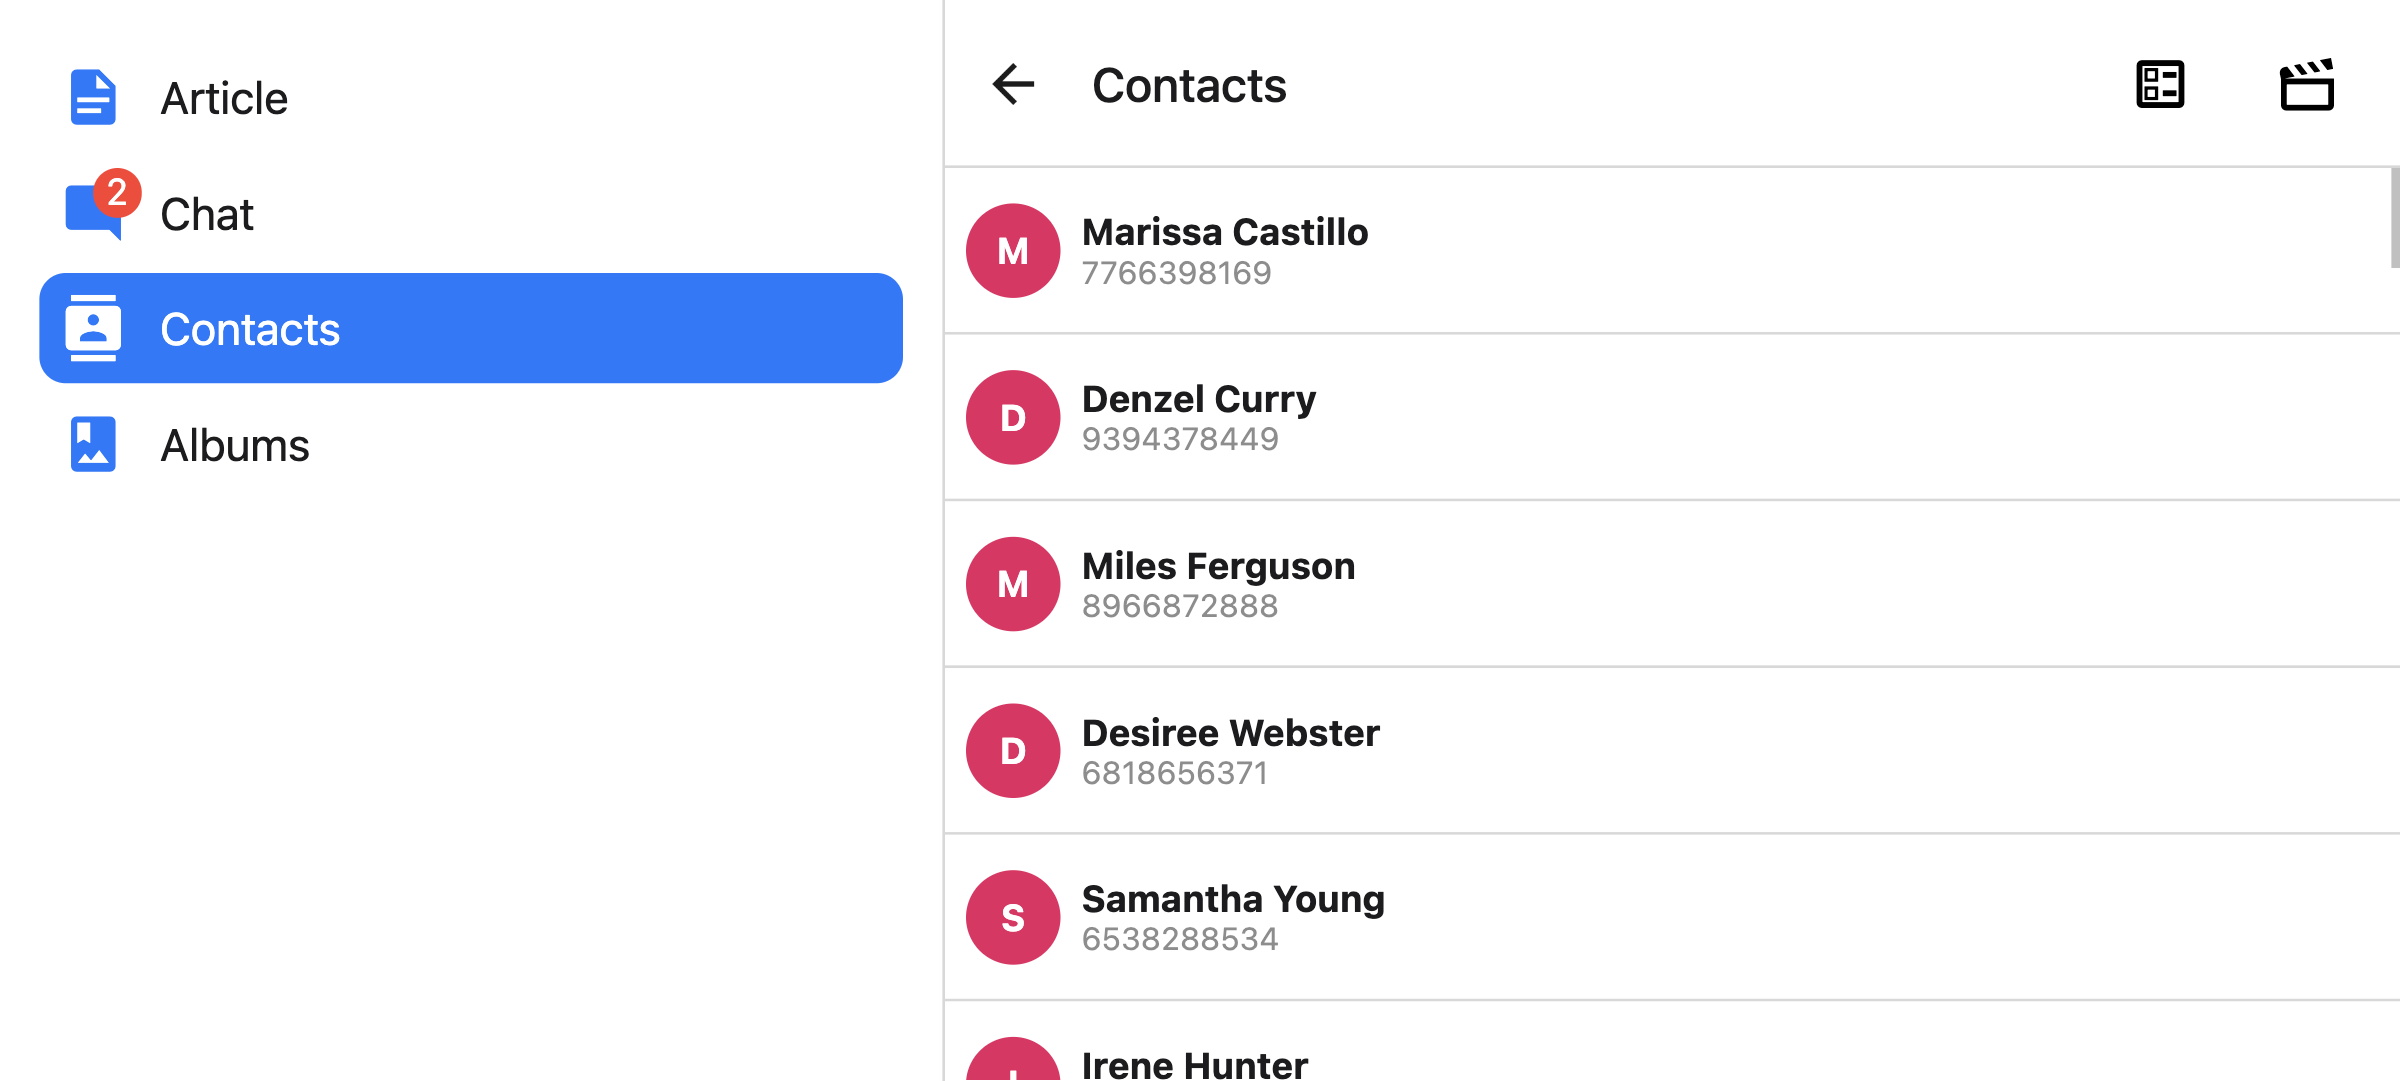 Article
2
Chat
Contacts
Albums
Contacts
M
Marissa Castillo
7766398169
D
Denzel Curry
9394378449
M
Miles Ferguson
8966872888
D
Desiree Webster
6818656371
S
Samantha Young
6538288534
I
Irene Hunter